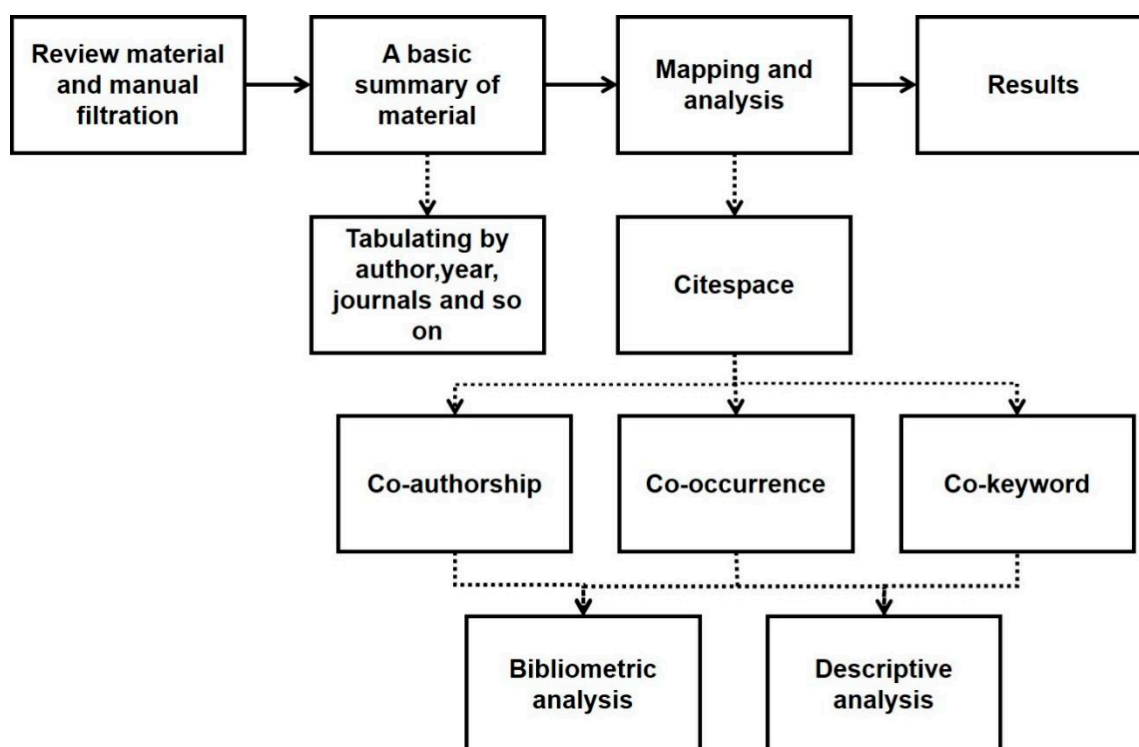 Review material
and manual
filtration
A basic
summary of
material
Mapping and
analysis
Results
Tabulating by
author,year,
journals and so
on
Citespace
Co-authorship
Co-occurrence
Co-keyword
Bibliometric
analysis
Descriptive
analysis